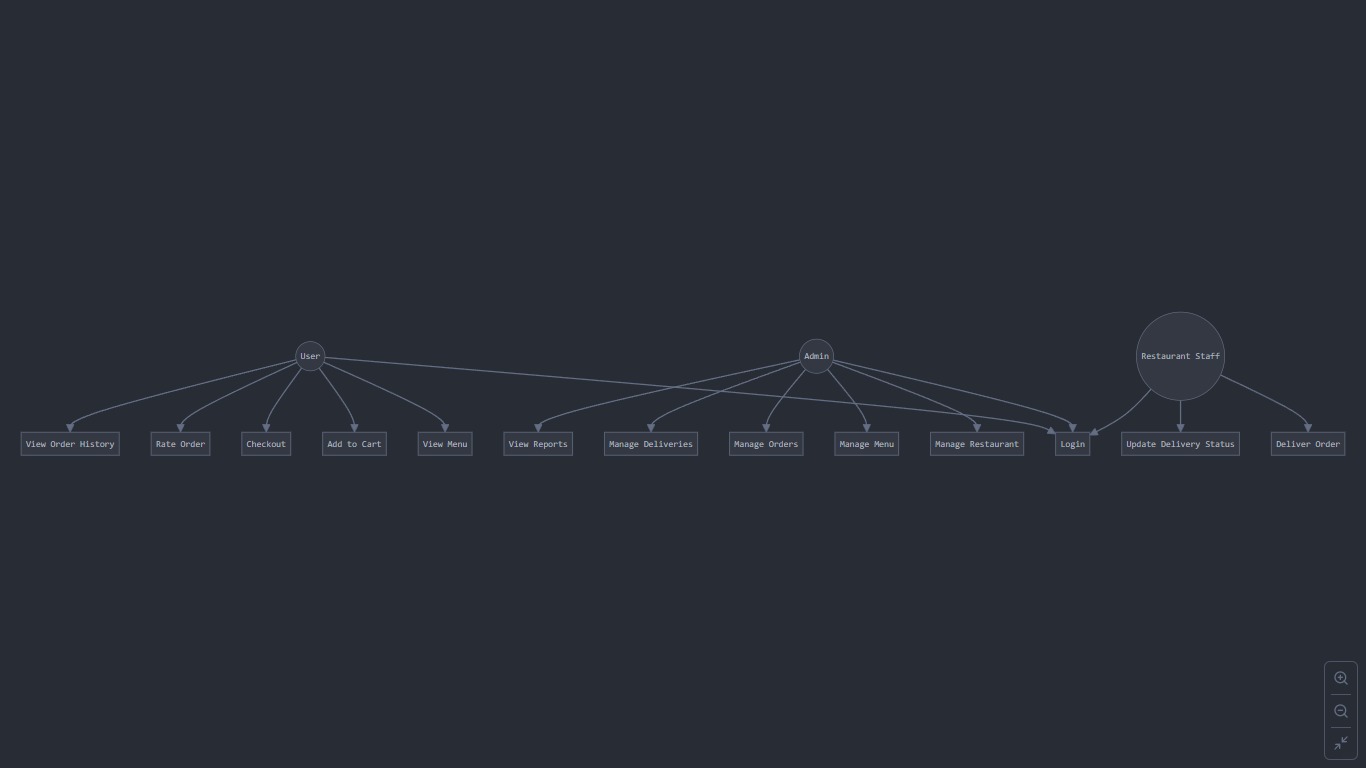 User
Admin
Restaurant Staff
View Order History
Rate Order
Checkout
Add to Cart
View Menu
View Reports
Manage Deliveries
Manage Orders
Manage Menu
Manage Restaurant
Login
Update Delivery Status
Deliver Order